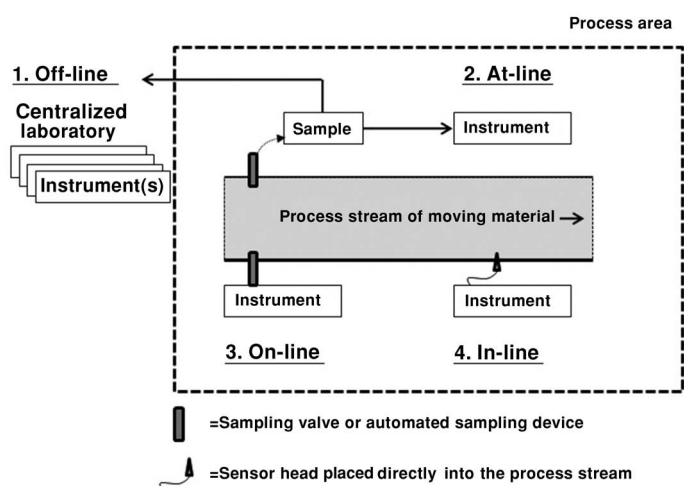 Process area
1. Off-line
2. At-line
Centralized
laboratory
Instrument(s)
Sample
Instrument
Process stream of moving material
Instrument
Instrument
3. On-line
4. In-line
=Sampling valve or automated sampling device
=Sensor head placed directly into the process stream